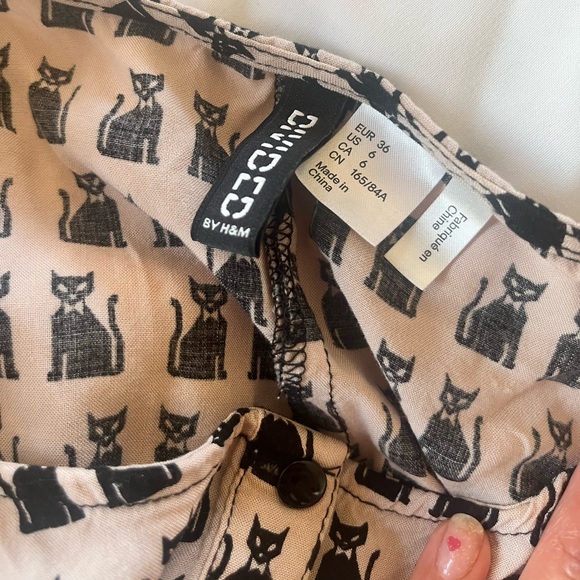 DIVIDED
BY H&M
EUR 36
US 6
CA 6
CN 165/84A
Made in
China
Fabriqué en
Chine